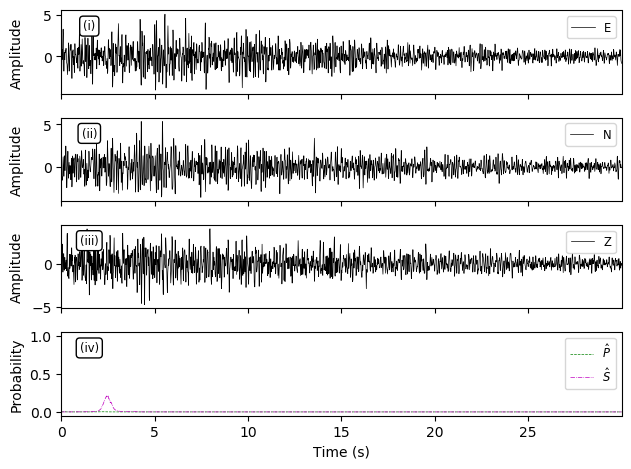 5
0
Amplitude
(i)
E
5
0
Amplitude
(ii)
N
0
−5
Amplitude
(iii)
Z
1.0
0.5
0.0
Probability
(iv)
P̂
Ŝ
0 5 10 15 20 25
Time (s)